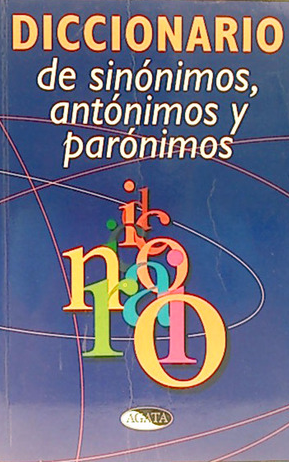 DICCIONARIO
de sinónimos,
antónimos y
parónimos
AGATA